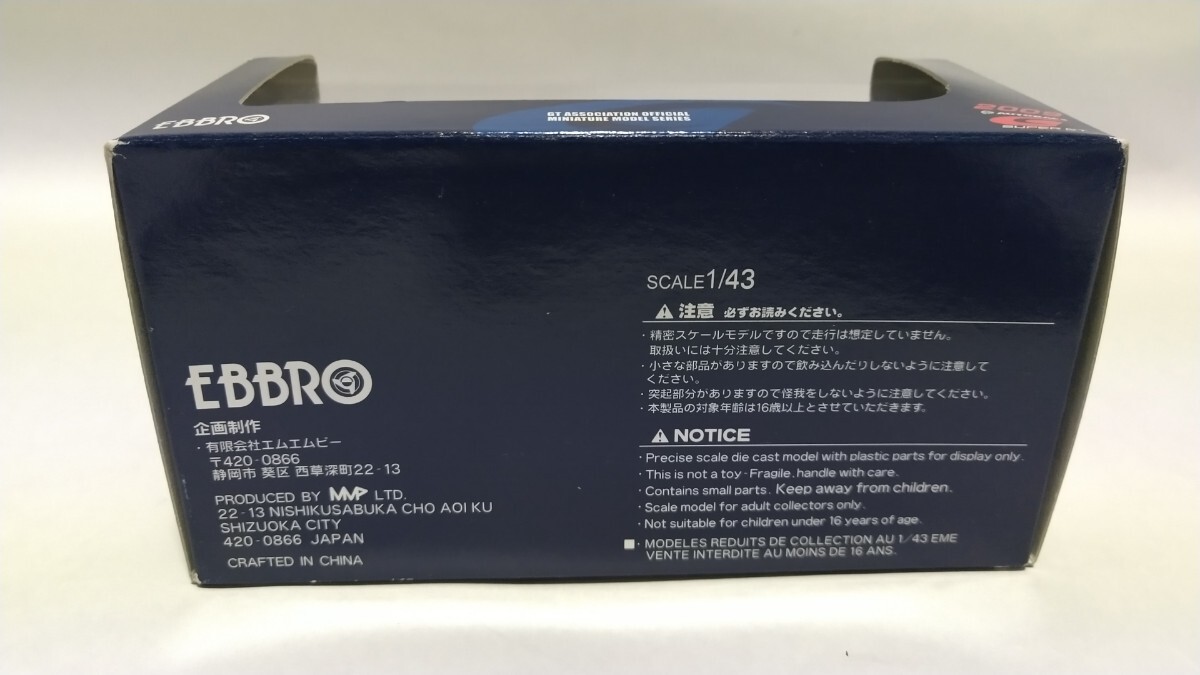 EBBRO
GT ASSOCIATION OFFICIAL
MINIATURE MODEL SERIES
SUPER GT
EBBRO
企画制作
・有限会社エムエムピー
〒420-0866
静岡市 葵区 西草深町22-13
PRODUCED BY MMP LTD.
22-13 NISHIKUSABUKA CHO AOI KU
SHIZUOKA CITY
420-0866 JAPAN
CRAFTED IN CHINA
SCALE1/43
注意 必ずお読みください。
・精密スケールモデルですので走行は想定していません。
取扱いには十分注意してください。
・小さな部品がありますので飲み込んだりしないように注意して
ください。
・突起部分がありますので怪我をしないように注意してください。
・本製品の対象年齢は16歳以上とさせていただきます。
NOTICE
・Precise scale die cast model with plastic parts for display only.
・This is not a toy-Fragile, handle with care.
・Contains small parts. Keep away from children.
・Scale model for adult collectors only.
・Not suitable for children under 16 years of age.
・MODELES REDUITS DE COLLECTION AU 1/43 EME
VENTE INTERDITE AU MOINS DE 16 ANS.